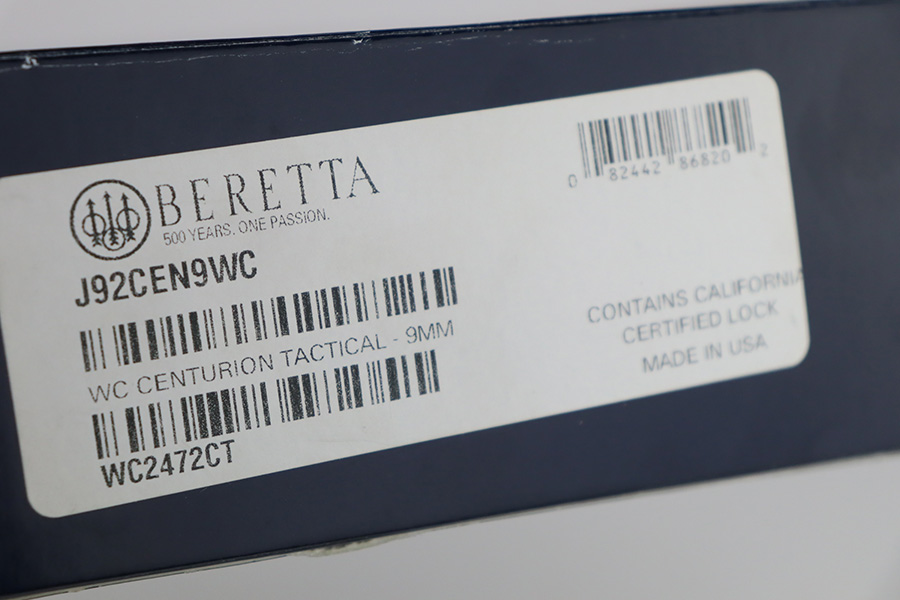 BERETTA
500 YEARS. ONE PASSION.
J92CEN9WC
WC CENTURION TACTICAL - 9MM
WC2472CT
0 82442 86820 2
CONTAINS CALIFORNIA
CERTIFIED LOCK
MADE IN USA